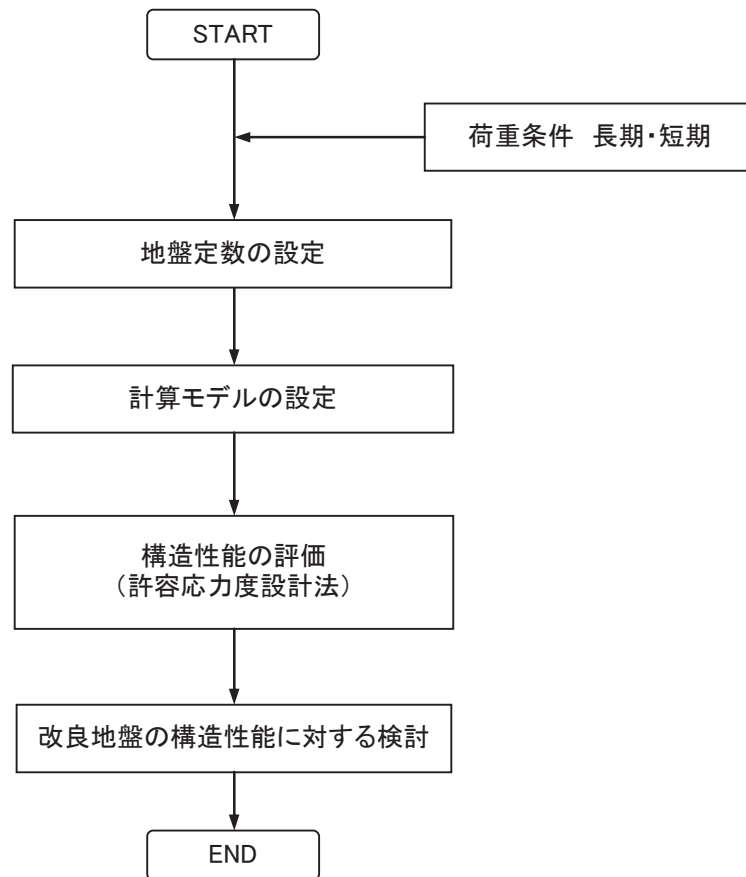 START
荷重条件　長期・短期
地盤定数の設定
計算モデルの設定
構造性能の評価
（許容応力度設計法）
改良地盤の構造性能に対する検討
END